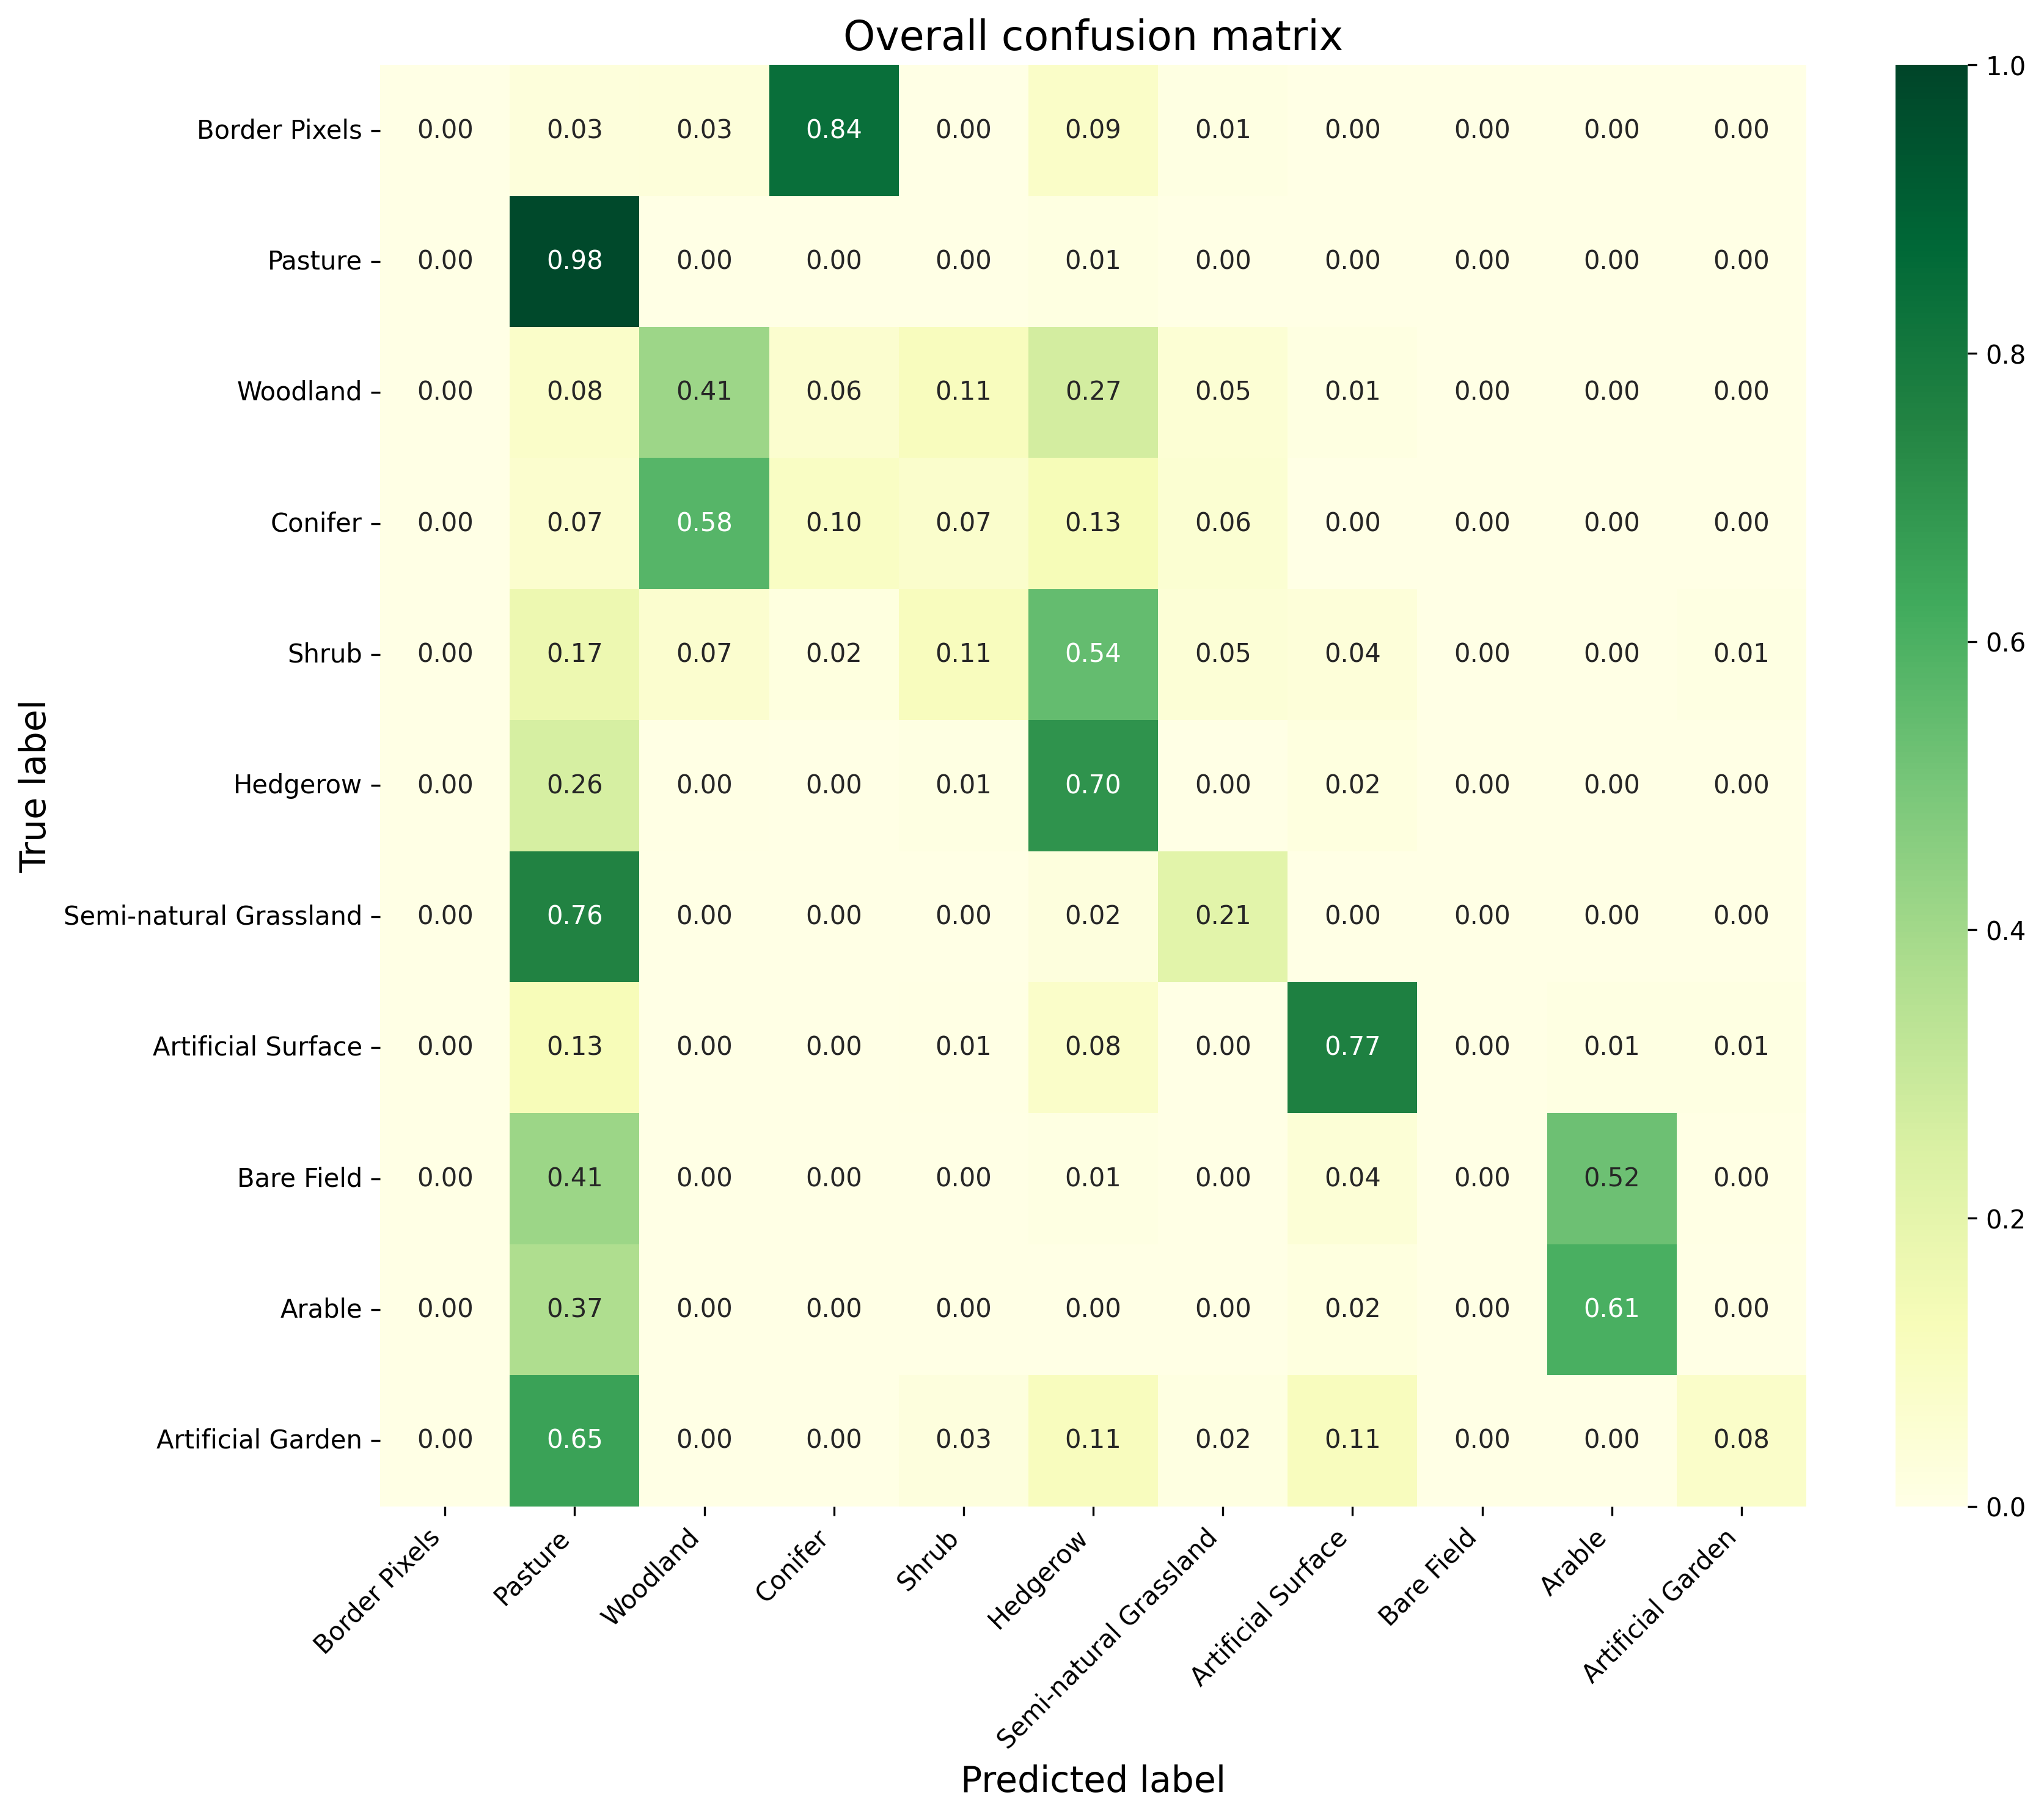 Overall confusion matrix
True label
Border Pixels 0.00 0.03 0.03 0.84 0.00 0.09 0.01 0.00 0.00 0.00 0.00
Pasture 0.00 0.98 0.00 0.00 0.00 0.01 0.00 0.00 0.00 0.00 0.00
Woodland 0.00 0.08 0.41 0.06 0.11 0.27 0.05 0.01 0.00 0.00 0.00
Conifer 0.00 0.07 0.58 0.10 0.07 0.13 0.06 0.00 0.00 0.00 0.00
Shrub 0.00 0.17 0.07 0.02 0.11 0.54 0.05 0.04 0.00 0.00 0.01
Hedgerow 0.00 0.26 0.00 0.00 0.01 0.70 0.00 0.02 0.00 0.00 0.00
Semi-natural Grassland 0.00 0.76 0.00 0.00 0.00 0.02 0.21 0.00 0.00 0.00 0.00
Artificial Surface 0.00 0.13 0.00 0.00 0.01 0.08 0.00 0.77 0.00 0.01 0.01
Bare Field 0.00 0.41 0.00 0.00 0.00 0.01 0.00 0.04 0.00 0.52 0.00
Arable 0.00 0.37 0.00 0.00 0.00 0.00 0.00 0.02 0.00 0.61 0.00
Artificial Garden 0.00 0.65 0.00 0.00 0.03 0.11 0.02 0.11 0.00 0.00 0.08
Border Pixels
Pasture
Woodland
Conifer
Shrub
Hedgerow
Semi-natural Grassland
Artificial Surface
Bare Field
Arable
Artificial Garden
Predicted label
1.0
0.8
0.6
0.4
0.2
0.0